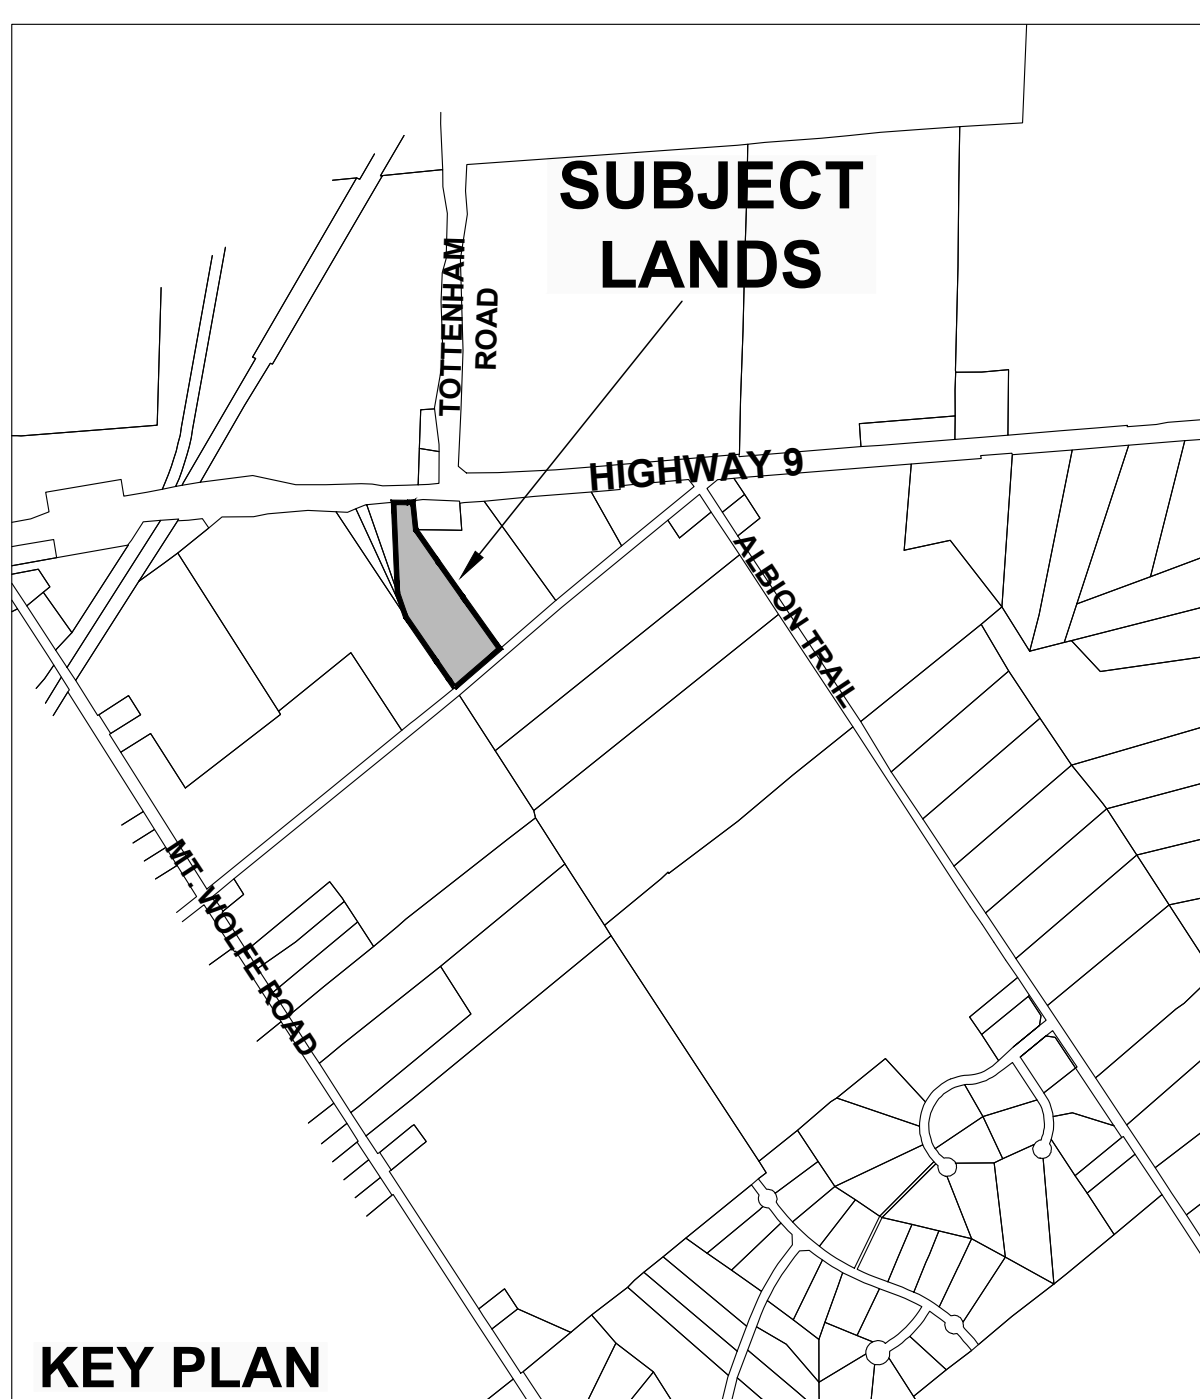 SUBJECT
LANDS
TOTTENHAM
ROAD
HIGHWAY 9
ALBION TRAIL
MT. WOLFE ROAD
KEY PLAN